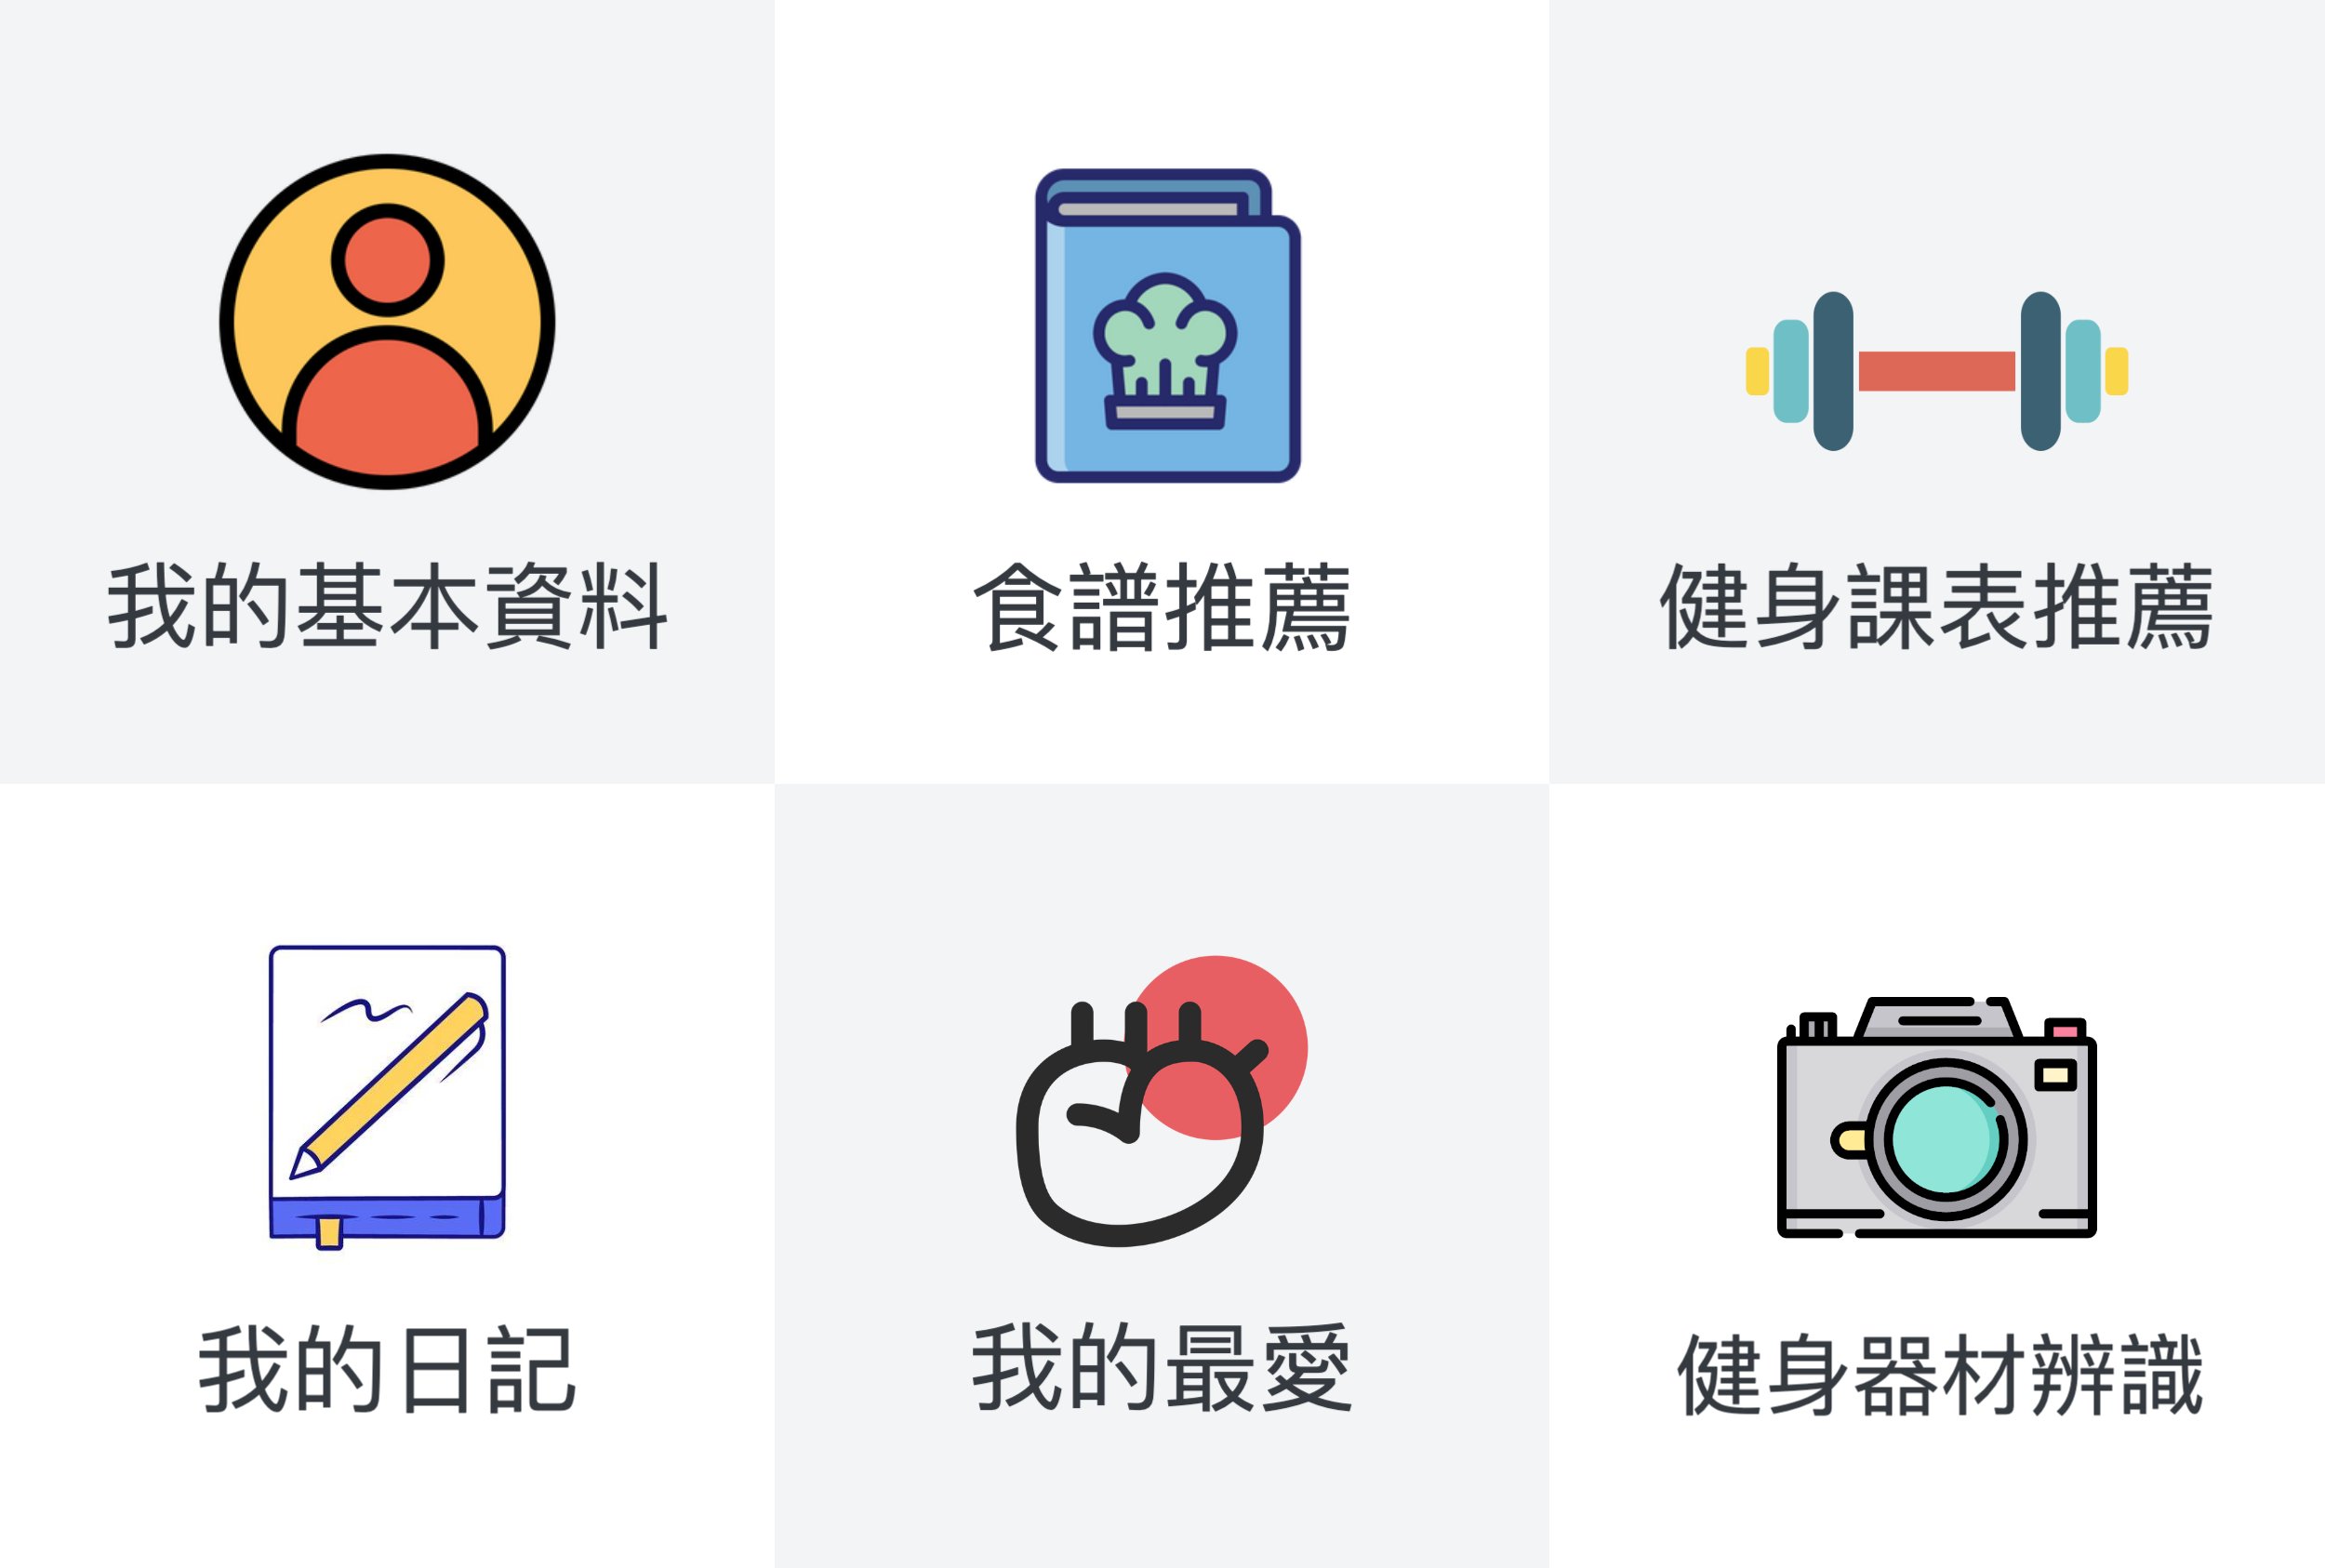 我的基本資料
食譜推薦
健身課表推薦
我的日記
我的最愛
健身器材辨識